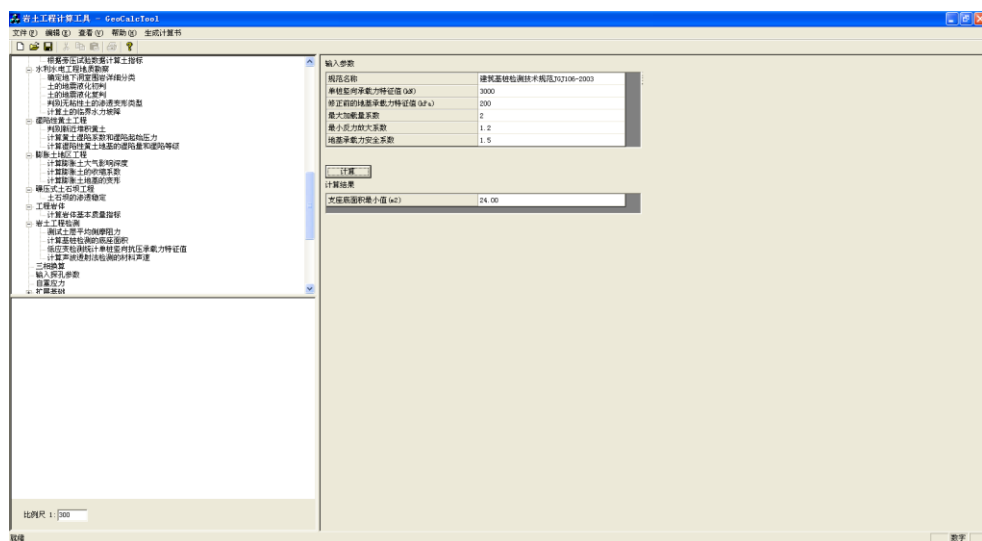 岩土工程计算工具 - GeoCalcTool
文件(F) 编辑(E) 查看(V) 帮助(H) 生成计算书
根据旁压试验数据计算土指标
水利水电工程地质勘察
确定地下洞室围岩详细分类
土的地震液化初判
土的地震液化复判
判别无粘性土的渗透变形类型
计算土的临界水力坡降
湿陷性黄土工程
判别新近堆积黄土
计算黄土湿陷系数和湿陷起始压力
计算湿陷性黄土地基的湿陷量和湿陷等级
膨胀土地区工程
计算膨胀土大气影响深度
计算膨胀土的收缩系数
计算膨胀土地基的变形
碾压式土石坝工程
土石坝的渗透稳定
工程岩体
计算岩体基本质量指标
岩土工程检测
测试土层平均侧摩阻力
计算基桩检测的底座面积
低应变检测统计单桩竖向抗压承载力特征值
计算声波透射法检测的材料声速
三相换算
输入探孔参数
自重应力
扩展基础
比例尺 1: 300
输入参数
规范名称 建筑基桩检测技术规范JGJ106-2003
单桩竖向承载力特征值(kN) 3000
修正前的地基承载力特征值(kPa) 200
最大加载量系数 2
最小反力放大系数 1.2
地基承载力安全系数 1.5
计算
计算结果
支座底面积最小值(m2) 24.00
就绪
数字